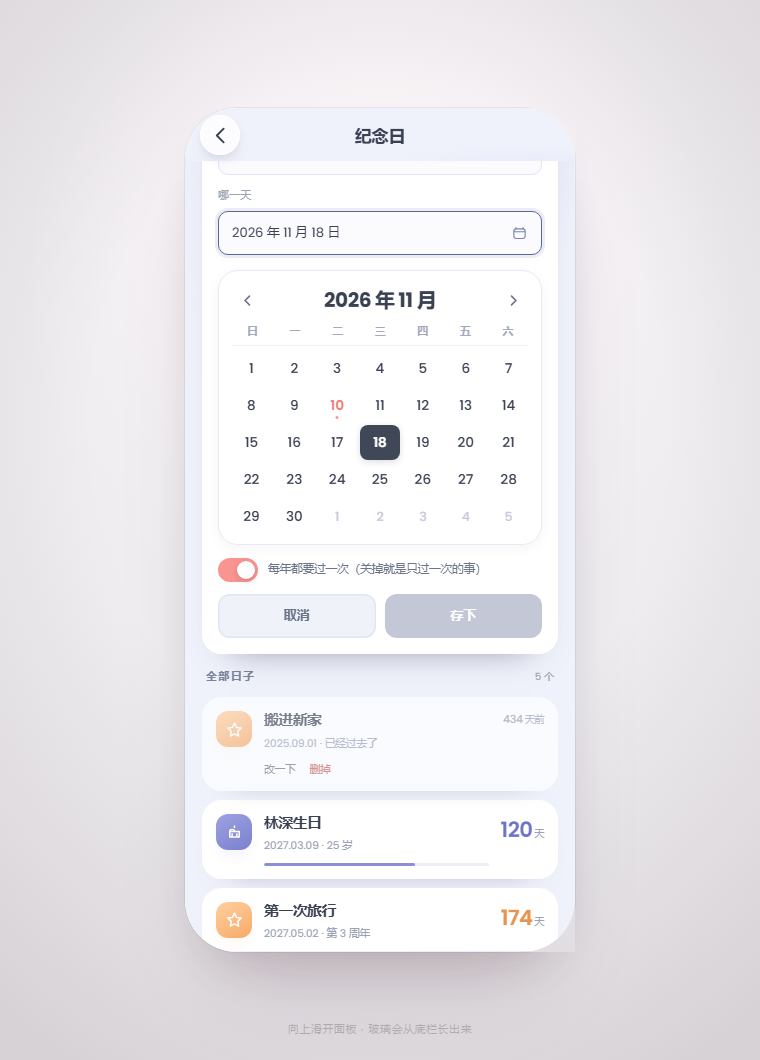 纪念日
哪一天
2026 年 11 月 18 日
2026 年 11 月
日 一 二 三 四 五 六
1 2 3 4 5 6 7
8 9 10 11 12 13 14
15 16 17 18 19 20 21
22 23 24 25 26 27 28
29 30 1 2 3 4 5
每年都要过一次（关掉就是只过一次的事）
取消 存下
全部日子 5 个
搬进新家 434 天前
2025.09.01 · 已经过去了
改一下 删掉
林深生日 120 天
2027.03.09 · 25 岁
第一次旅行 174 天
2027.05.02 · 第 3 周年
向上滑开面板 · 玻璃会从底栏长出来